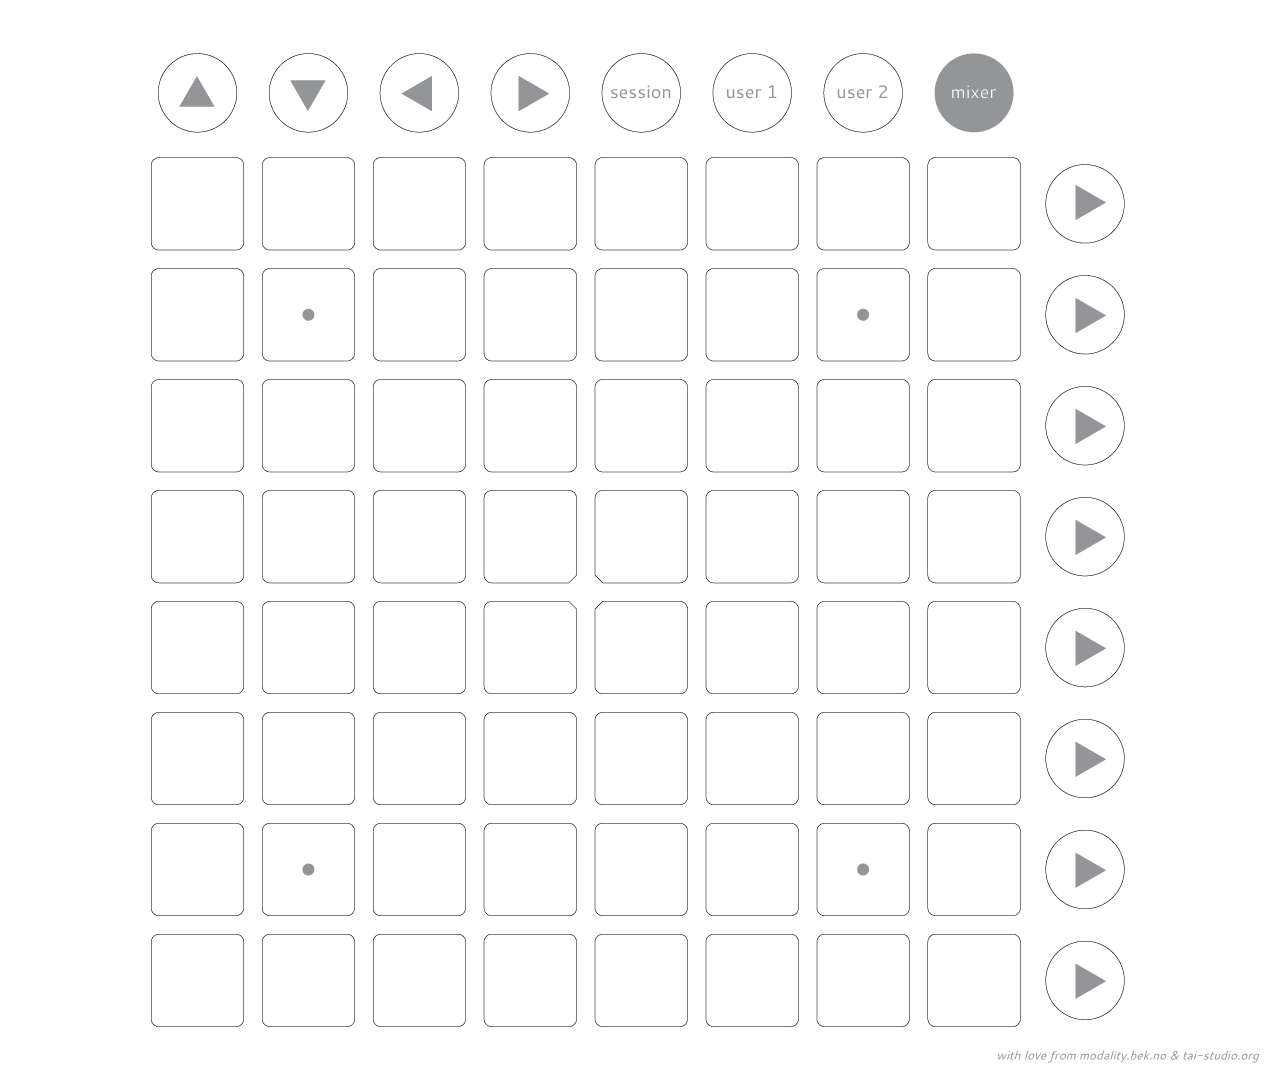 session
user 1
user 2
mixer
with love from modality.bek.no & tai-studio.org